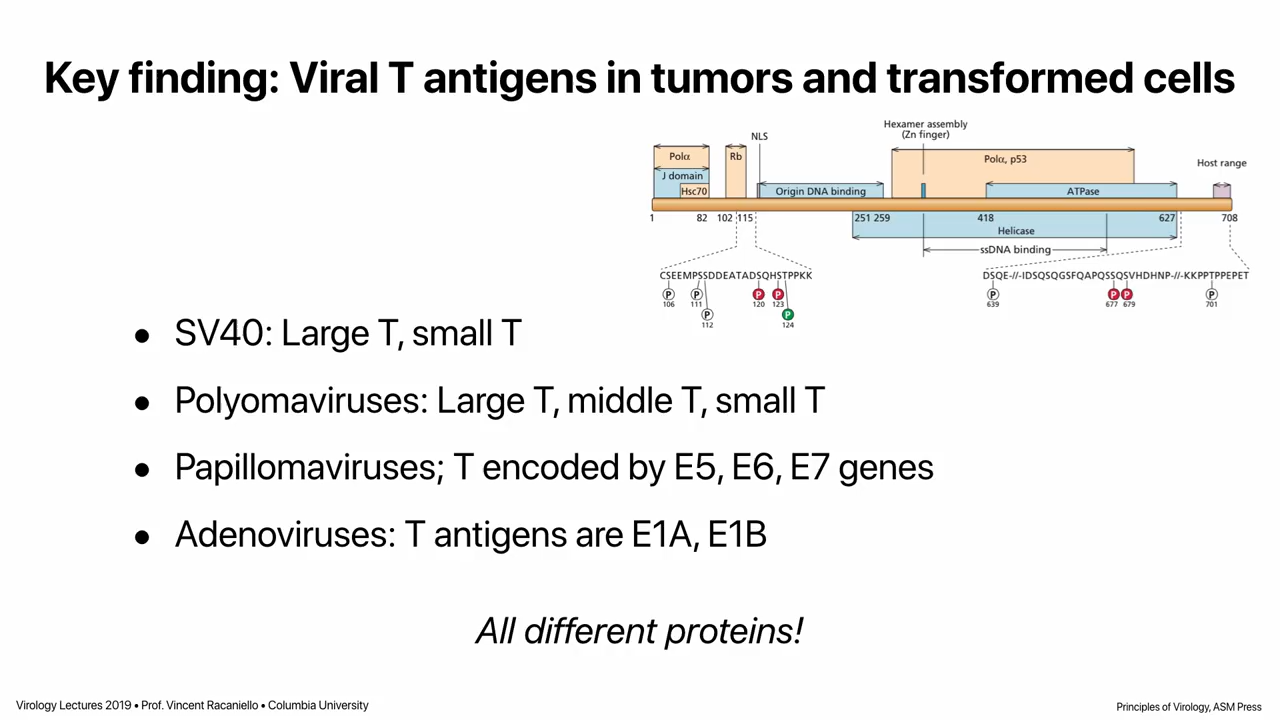 Key finding: Viral T antigens in tumors and transformed cells
Hexamer assembly
(Zn finger)
NLS
Polα
Rb
Polα, p53
Host range
J domain
Hsc70
Origin DNA binding
ATPase
1
82
102
115
251 259
418
627
708
Helicase
ssDNA binding
CSEEMPSSDDEATADSQHSTPPKK
DSQE-//-IDSQSQGSFQAPQSSQSVHDHNP-//-KKPPTPPEPET
P P P P P P P P
106 111 120 123 639 677 679 701
P P
112 124
• SV40: Large T, small T
• Polyomaviruses: Large T, middle T, small T
• Papillomaviruses; T encoded by E5, E6, E7 genes
• Adenoviruses: T antigens are E1A, E1B
All different proteins!
Virology Lectures 2019 • Prof. Vincent Racaniello • Columbia University
Principles of Virology, ASM Press